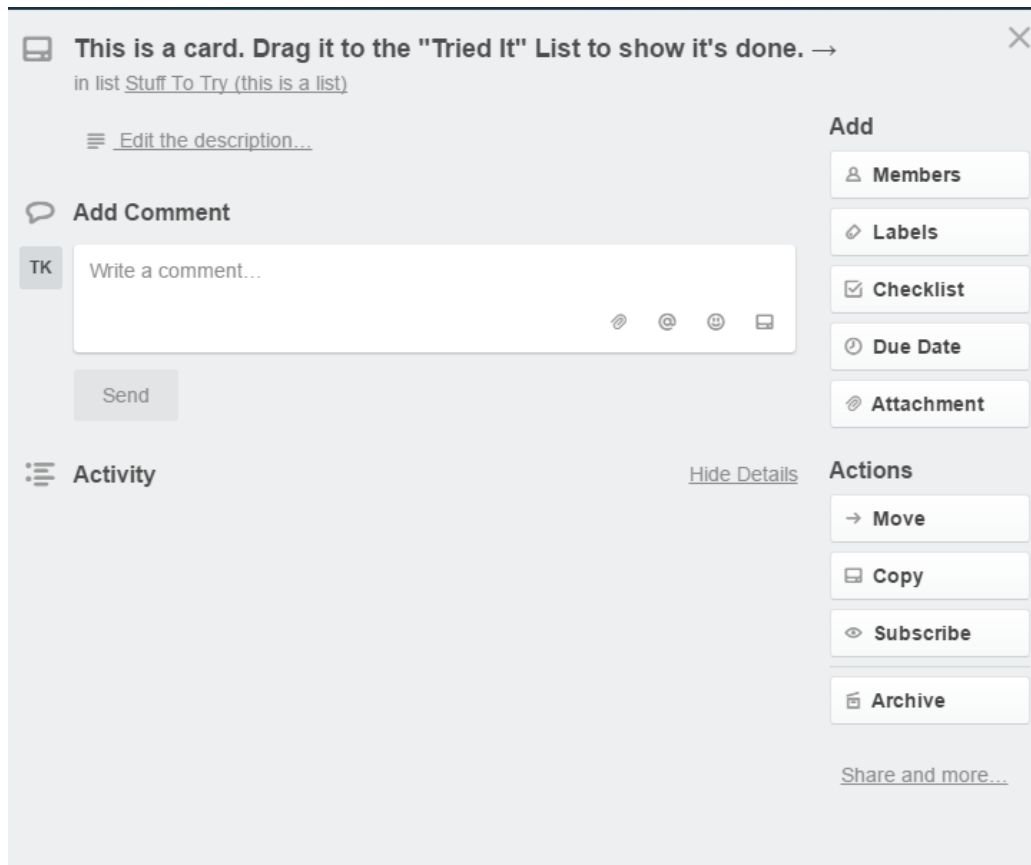 This is a card. Drag it to the "Tried It" List to show it's done. →
in list Stuff To Try (this is a list)
Edit the description…
Add Comment
TK
Write a comment…
Send
Activity
Hide Details
Add
Members
Labels
Checklist
Due Date
Attachment
Actions
Move
Copy
Subscribe
Archive
Share and more…